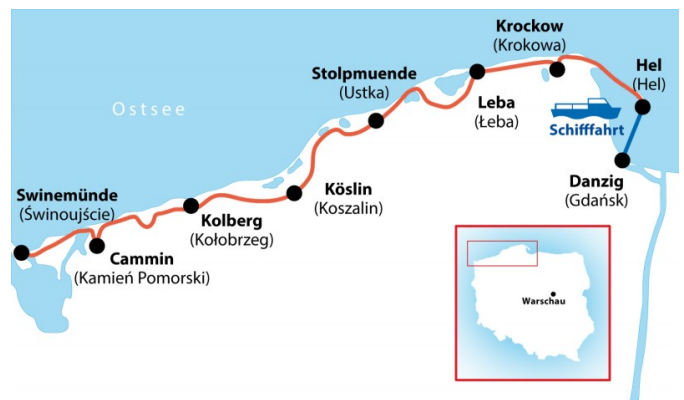 Krockow
(Krokowa)
Hel
(Hel)
Stolpmuende
(Ustka)
Ostsee
Leba
(Łeba)
Schifffahrt
Danzig
(Gdańsk)
Swinemünde
(Świnoujście)
Köslin
(Koszalin)
Kolberg
(Kołobrzeg)
Cammin
(Kamień Pomorski)
Warschau